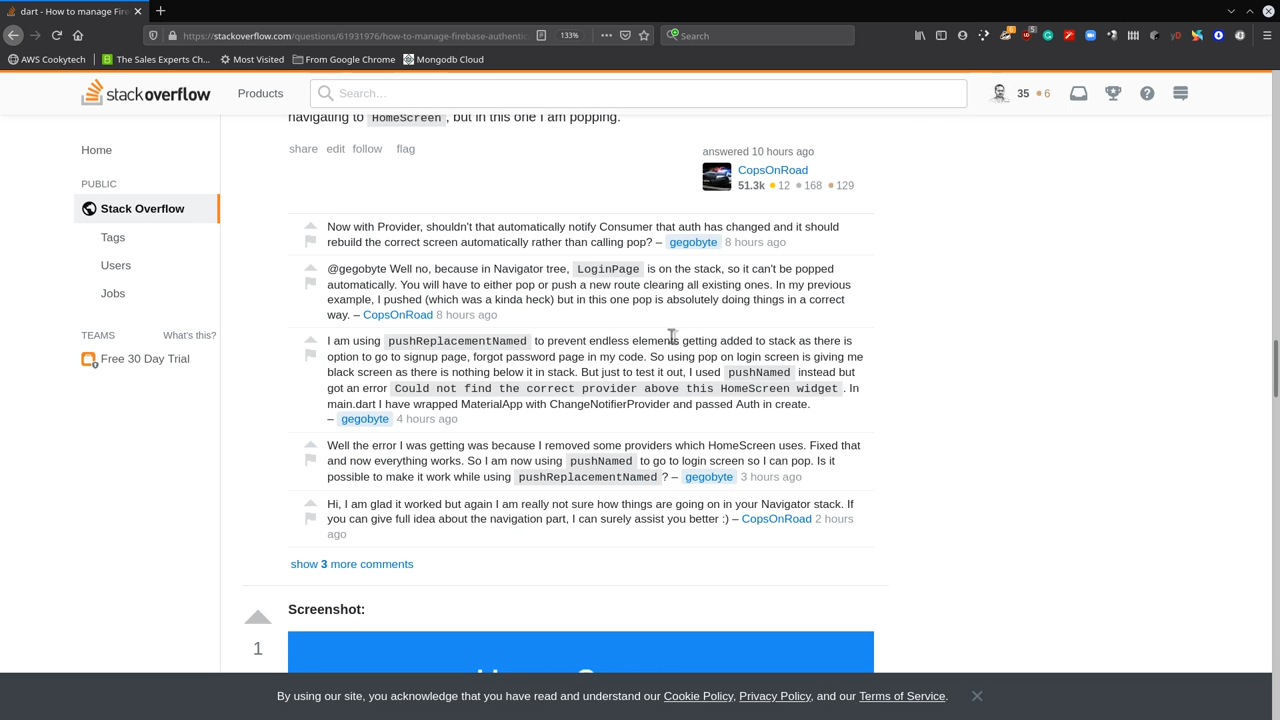 dart - How to manage Fire
https://stackoverflow.com/questions/61931976/how-to-manage-firebase-authentic
133%
Search
AWS Cookytech
The Sales Experts Ch...
Most Visited
From Google Chrome
Mongodb Cloud
stackoverflow
Products
Search...
35
6
navigating to HomeScreen, but in this one I am popping.
share edit follow flag
answered 10 hours ago
CopsOnRoad
51.3k 12 168 129
Home
PUBLIC
Stack Overflow
Tags
Users
Jobs
TEAMS What's this?
Free 30 Day Trial
Now with Provider, shouldn't that automatically notify Consumer that auth has changed and it should
rebuild the correct screen automatically rather than calling pop? – gegobyte 8 hours ago
@gegobyte Well no, because in Navigator tree, LoginPage is on the stack, so it can't be popped
automatically. You will have to either pop or push a new route clearing all existing ones. In my previous
example, I pushed (which was a kinda heck) but in this one pop is absolutely doing things in a correct
way. – CopsOnRoad 8 hours ago
I am using pushReplacementNamed to prevent endless elements getting added to stack as there is
option to go to signup page, forgot password page in my code. So using pop on login screen is giving me
black screen as there is nothing below it in stack. But just to test it out, I used pushNamed instead but
got an error Could not find the correct provider above this HomeScreen widget. In
main.dart I have wrapped MaterialApp with ChangeNotifierProvider and passed Auth in create.
– gegobyte 4 hours ago
Well the error I was getting was because I removed some providers which HomeScreen uses. Fixed that
and now everything works. So I am now using pushNamed to go to login screen so I can pop. Is it
possible to make it work while using pushReplacementNamed? – gegobyte 3 hours ago
Hi, I am glad it worked but again I am really not sure how things are going on in your Navigator stack. If
you can give full idea about the navigation part, I can surely assist you better :) – CopsOnRoad 2 hours
ago
show 3 more comments
1
Screenshot:
By using our site, you acknowledge that you have read and understand our Cookie Policy, Privacy Policy, and our Terms of Service.